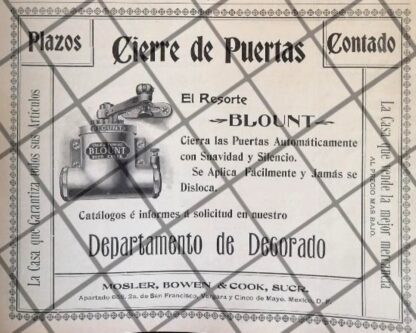 Plazos
Cierre de Puertas
Contado
El Resorte
BLOUNT
Cierra las Puertas Automáticamente
con Suavidad y Silencio.
Se Aplica Fácilmente y Jamás se
Disloca.
BLOUNT
BLOUNT
La Casa que Garantiza todos sus Artículos
La Casa que vende la mejor mercancía
AL PRECIO MAS BAJO.
Catálogos é informes á solicitud en nuestro
Departamento de Decorado
MOSLER, BOWEN & COOK, SUCR.
Apartado 2a. de San Francisco, Vergara y Cinco de Mayo. México, D. F.